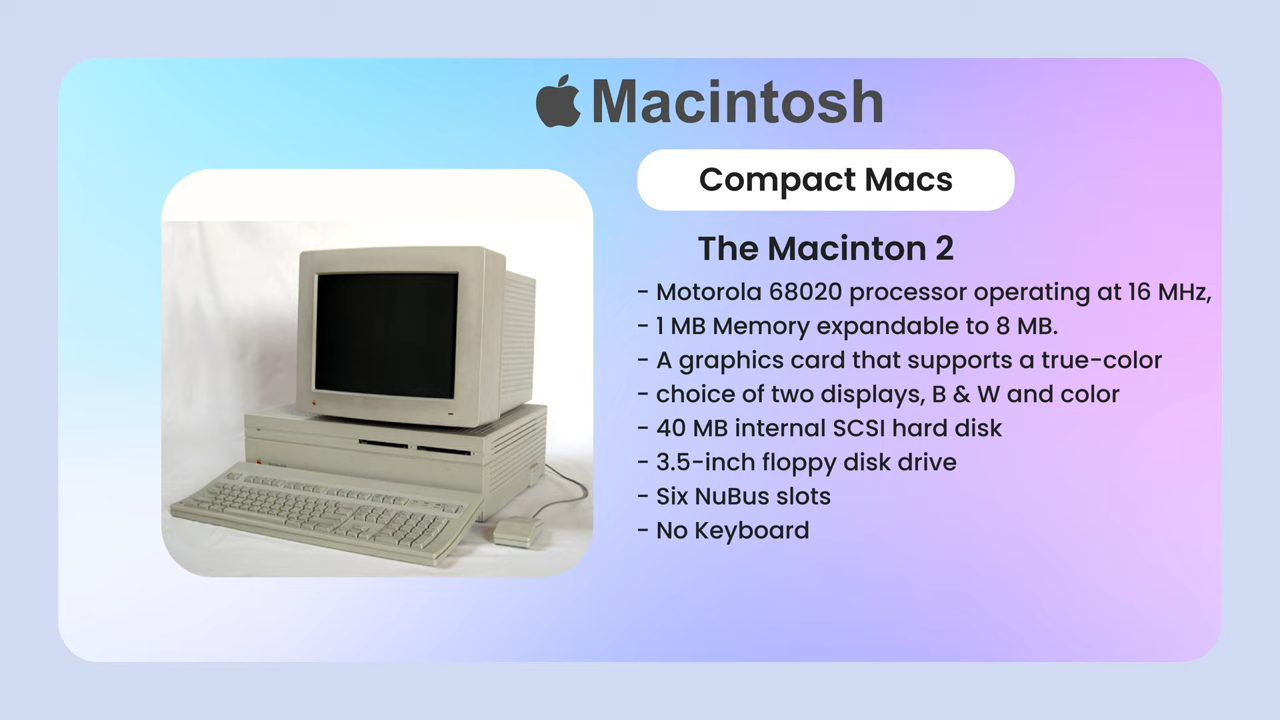 Macintosh
Compact Macs
The Macinton 2
- Motorola 68020 processor operating at 16 MHz,
- 1 MB Memory expandable to 8 MB.
- A graphics card that supports a true-color
- choice of two displays, B & W and color
- 40 MB internal SCSI hard disk
- 3.5-inch floppy disk drive
- Six NuBus slots
- No Keyboard